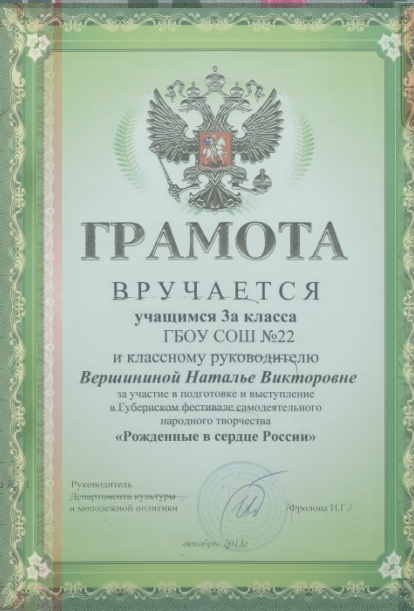 ГРАМОТА
ВРУЧАЕТСЯ
учащимся 3а класса
ГБОУ СОШ №22
и классному руководителю
Вершининой Наталье Викторовне
за участие в подготовке и выступление
в Губернском фестивале самодеятельного
народного творчества
«Рожденные в сердце России»
Руководитель
Департамента культуры
и молодежной политики
/Фролова И.Г./
декабрь, 2013г